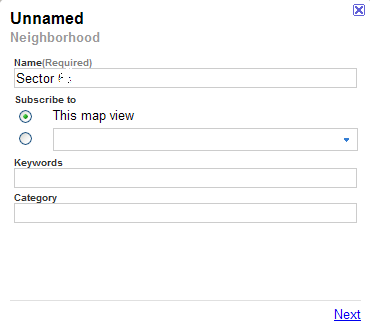 Unnamed
Neighborhood
Name(Required)
Sector
Subscribe to
This map view
Keywords
Category
Next